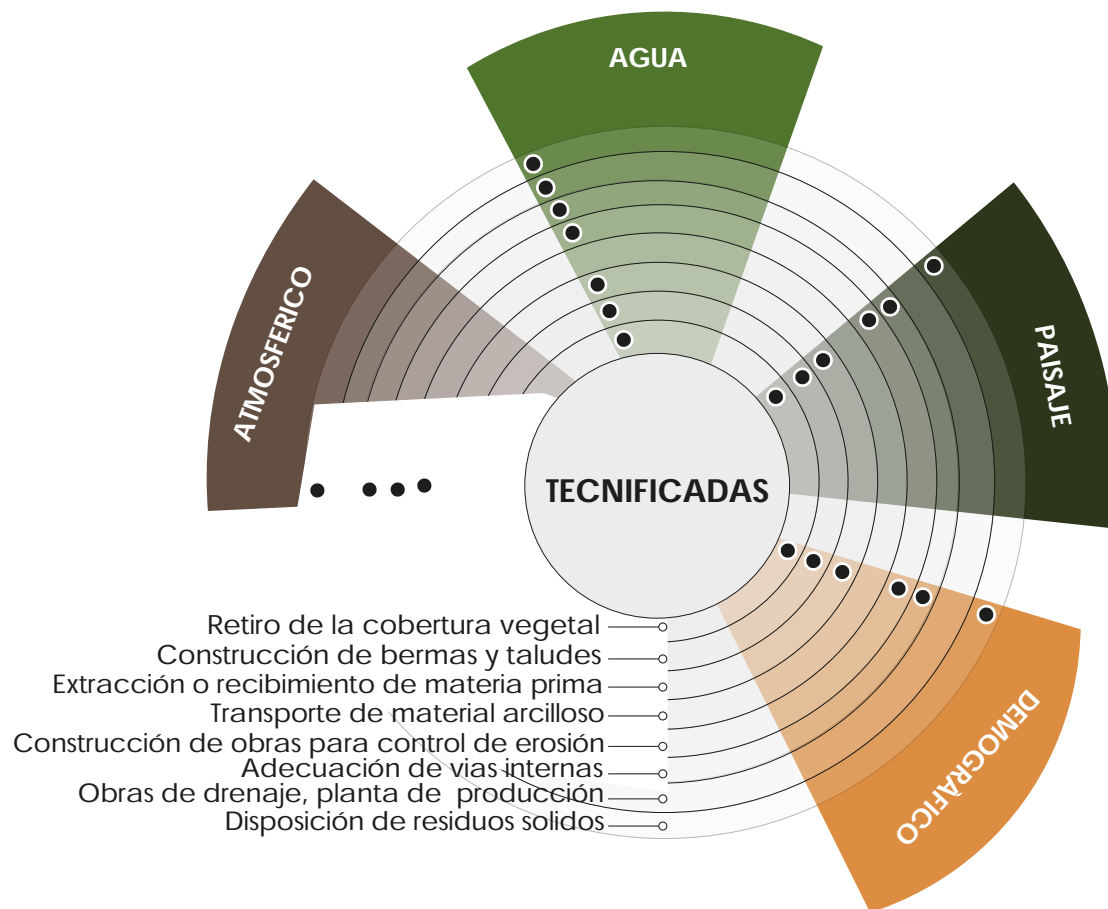 AGUA
ATMOSFERICO
PAISAJE
TECNIFICADAS
DEMOGRÀFICO
Retiro de la cobertura vegetal
Construcción de bermas y taludes
Extracción o recibimiento de materia prima
Transporte de material arcilloso
Construcción de obras para control de erosión
Adecuación de vias internas
Obras de drenaje, planta de producción
Disposición de residuos solidos